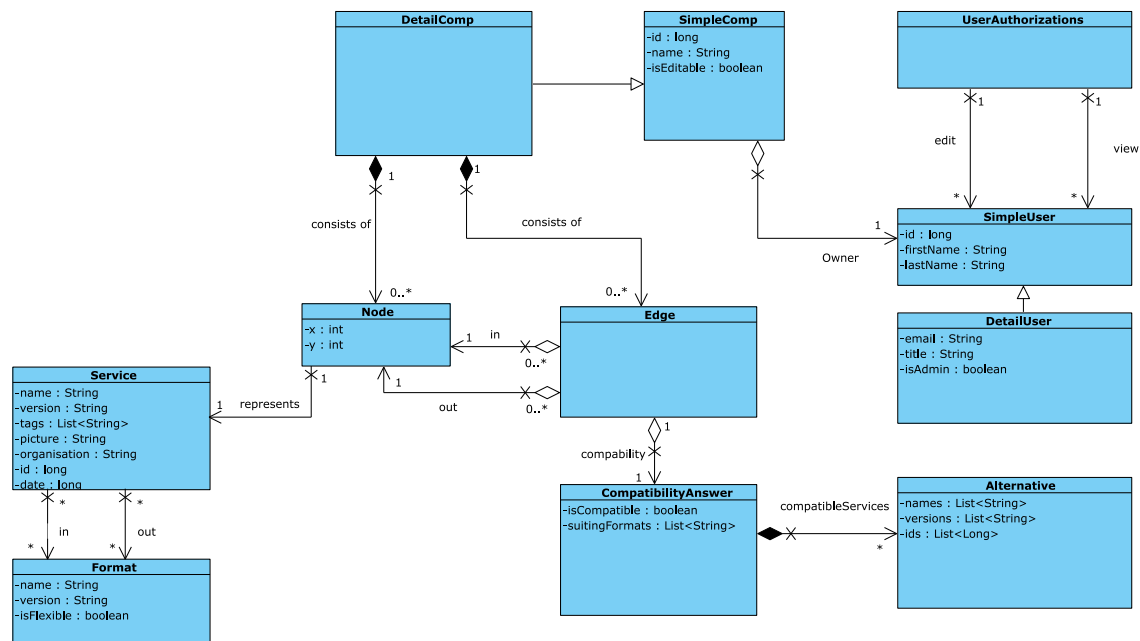 DetailComp
SimpleComp
-id : long
-name : String
-isEditable : boolean
UserAuthorizations
1
1
edit
view
*
*
1
1
consists of
consists of
0..*
0..*
1
Owner
SimpleUser
-id : long
-firstName : String
-lastName : String
DetailUser
-email : String
-title : String
-isAdmin : boolean
Node
-x : int
-y : int
Edge
1
in
0..*
1
out
0..*
1
represents
1
Service
-name : String
-version : String
-tags : List<String>
-picture : String
-organisation : String
-id : long
-date : long
*
*
in
out
*
*
Format
-name : String
-version : String
-isFlexible : boolean
1
compability
1
CompatibilityAnswer
-isCompatible : boolean
-suitingFormats : List<String>
compatibleServices
*
Alternative
-names : List<String>
-versions : List<String>
-ids : List<Long>